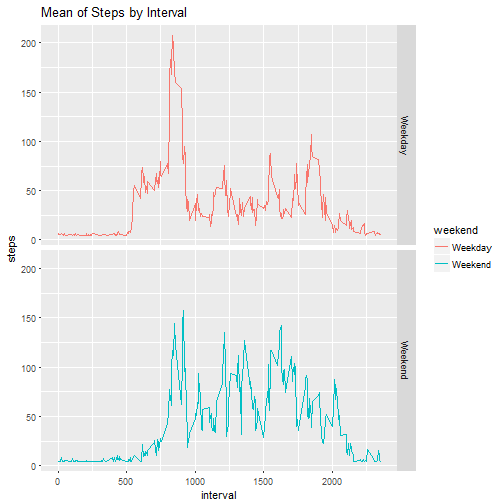 Mean of Steps by Interval
200
150
100
50
0
Weekday
200
150
100
50
0
Weekend
0
500
1000
1500
2000
interval
steps
weekend
Weekday
Weekend